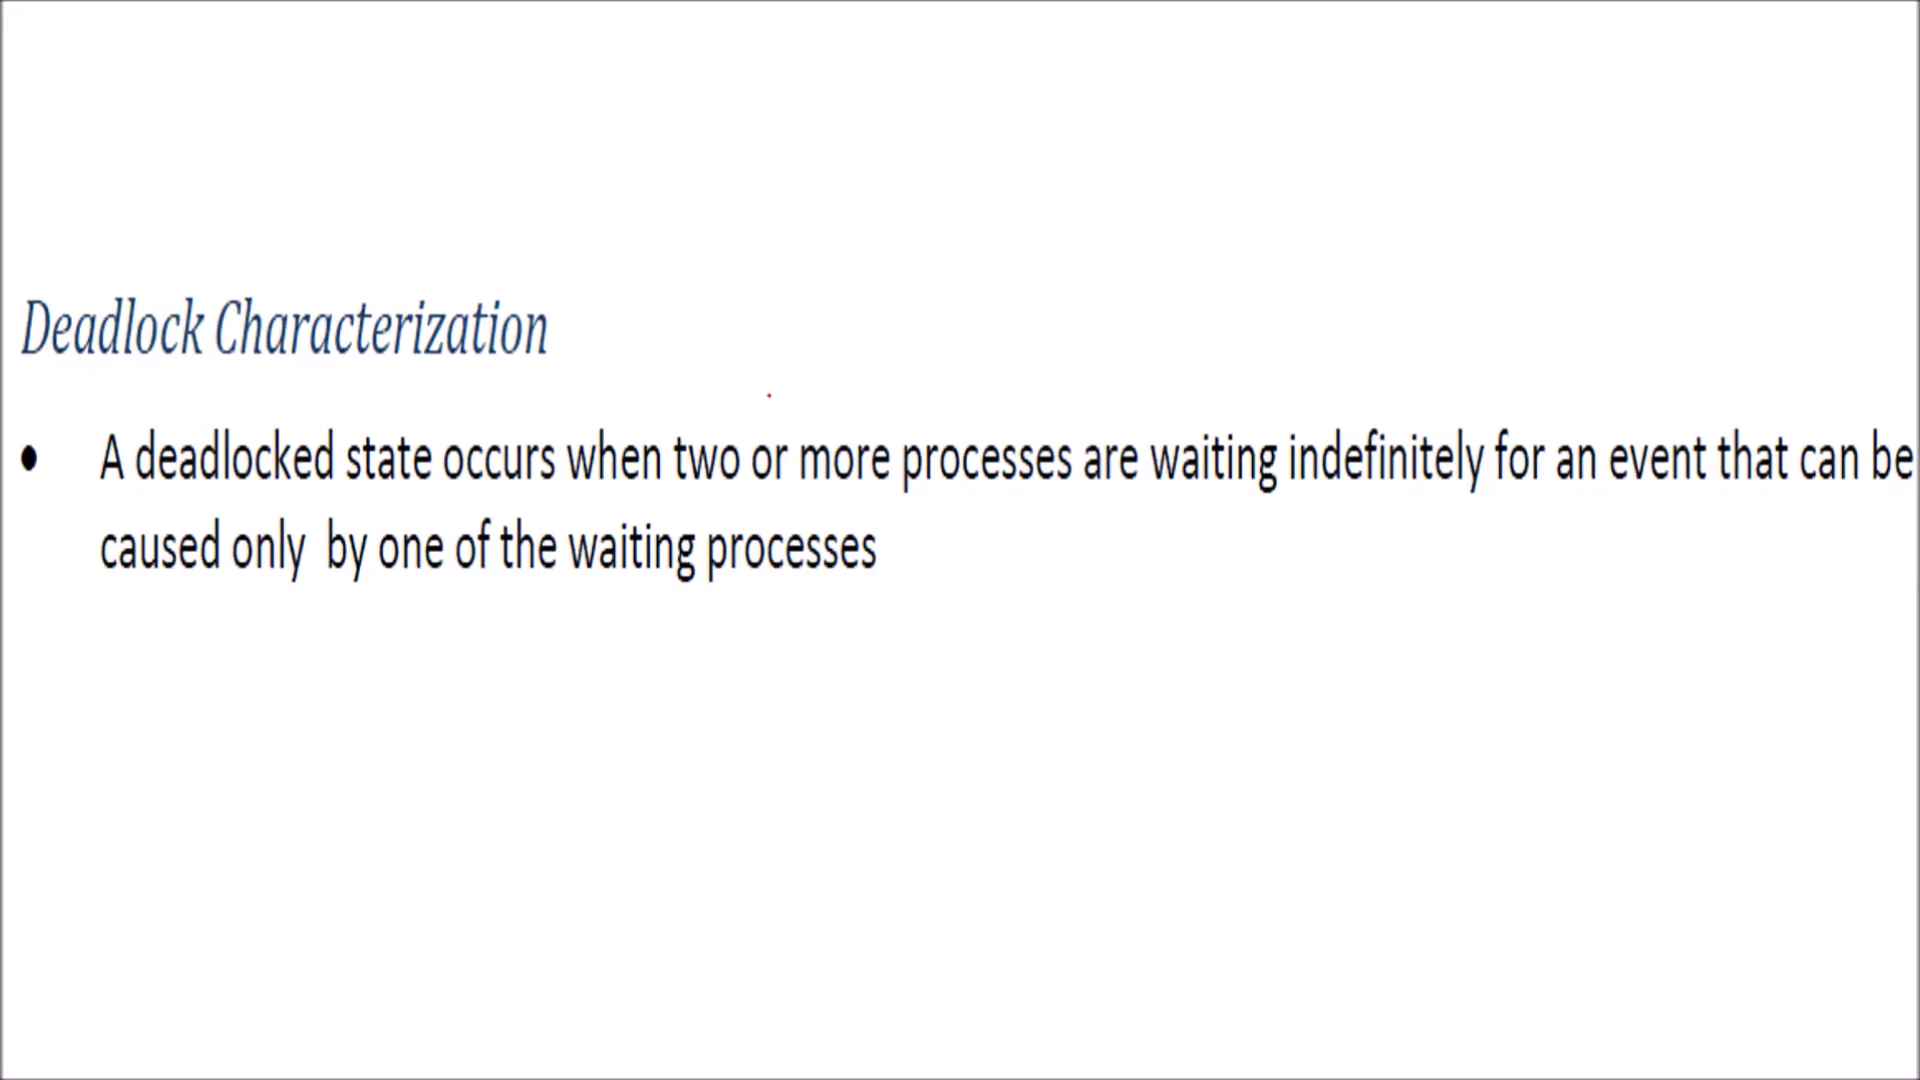 Deadlock Characterization
• A deadlocked state occurs when two or more processes are waiting indefinitely for an event that can be
caused only  by one of the waiting processes